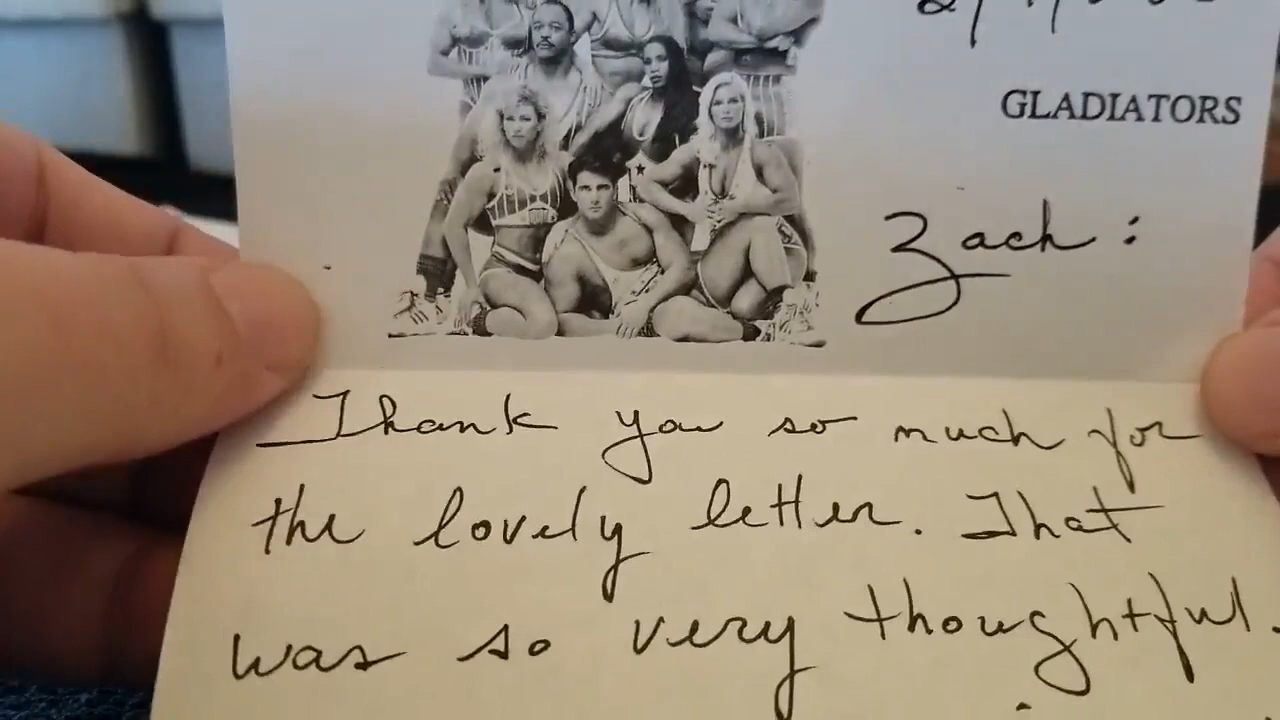 GLADIATORS
Zach:
Thank you so much for
the lovely letter. That
was so very thoughtful.